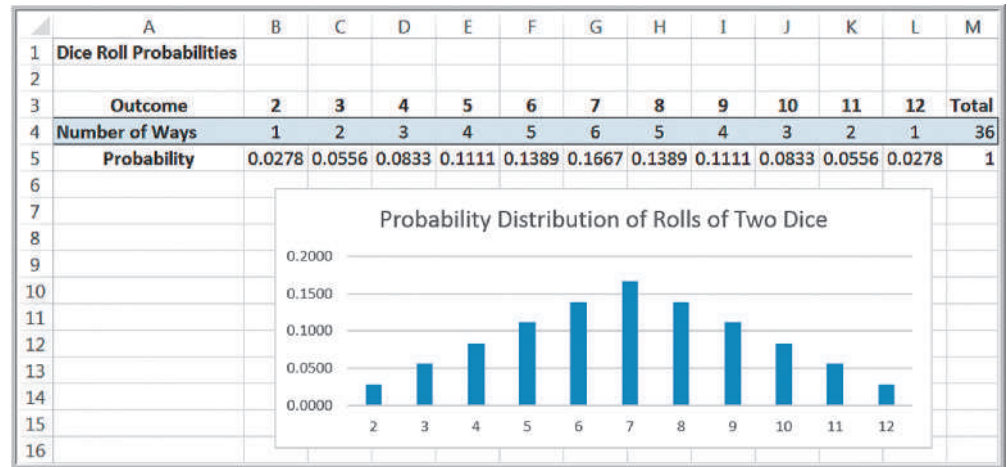 A B C D E F G H I J K L M
1 Dice Roll Probabilities
2
3 Outcome 2 3 4 5 6 7 8 9 10 11 12 Total
4 Number of Ways 1 2 3 4 5 6 5 4 3 2 1 36
5 Probability 0.0278 0.0556 0.0833 0.1111 0.1389 0.1667 0.1389 0.1111 0.0833 0.0556 0.0278 1
6
7
8
9
10
11
12
13
14
15
16
Probability Distribution of Rolls of Two Dice
0.2000
0.1500
0.1000
0.0500
0.0000
2 3 4 5 6 7 8 9 10 11 12